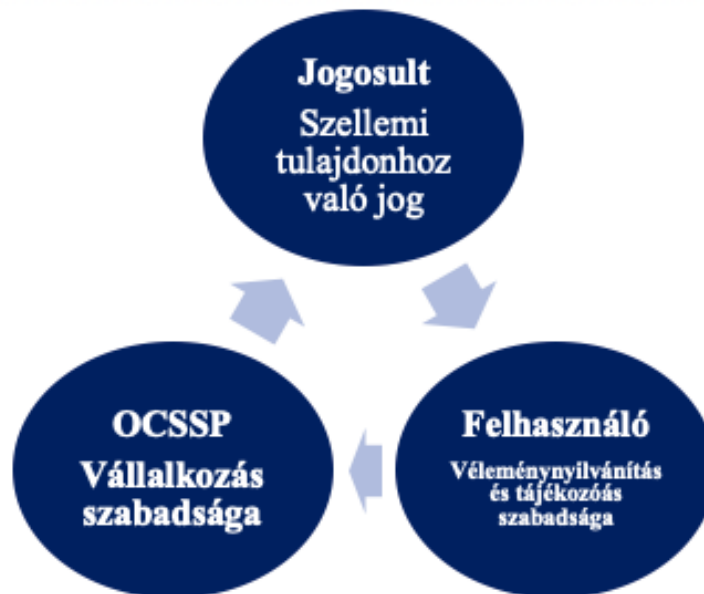 Jogosult
Szellemi
tulajdonhoz
való jog
OCSSP
Vállalkozás
szabadsága
Felhasználó
Véleménynyilvánítás
és tájékozóás
szabadsága